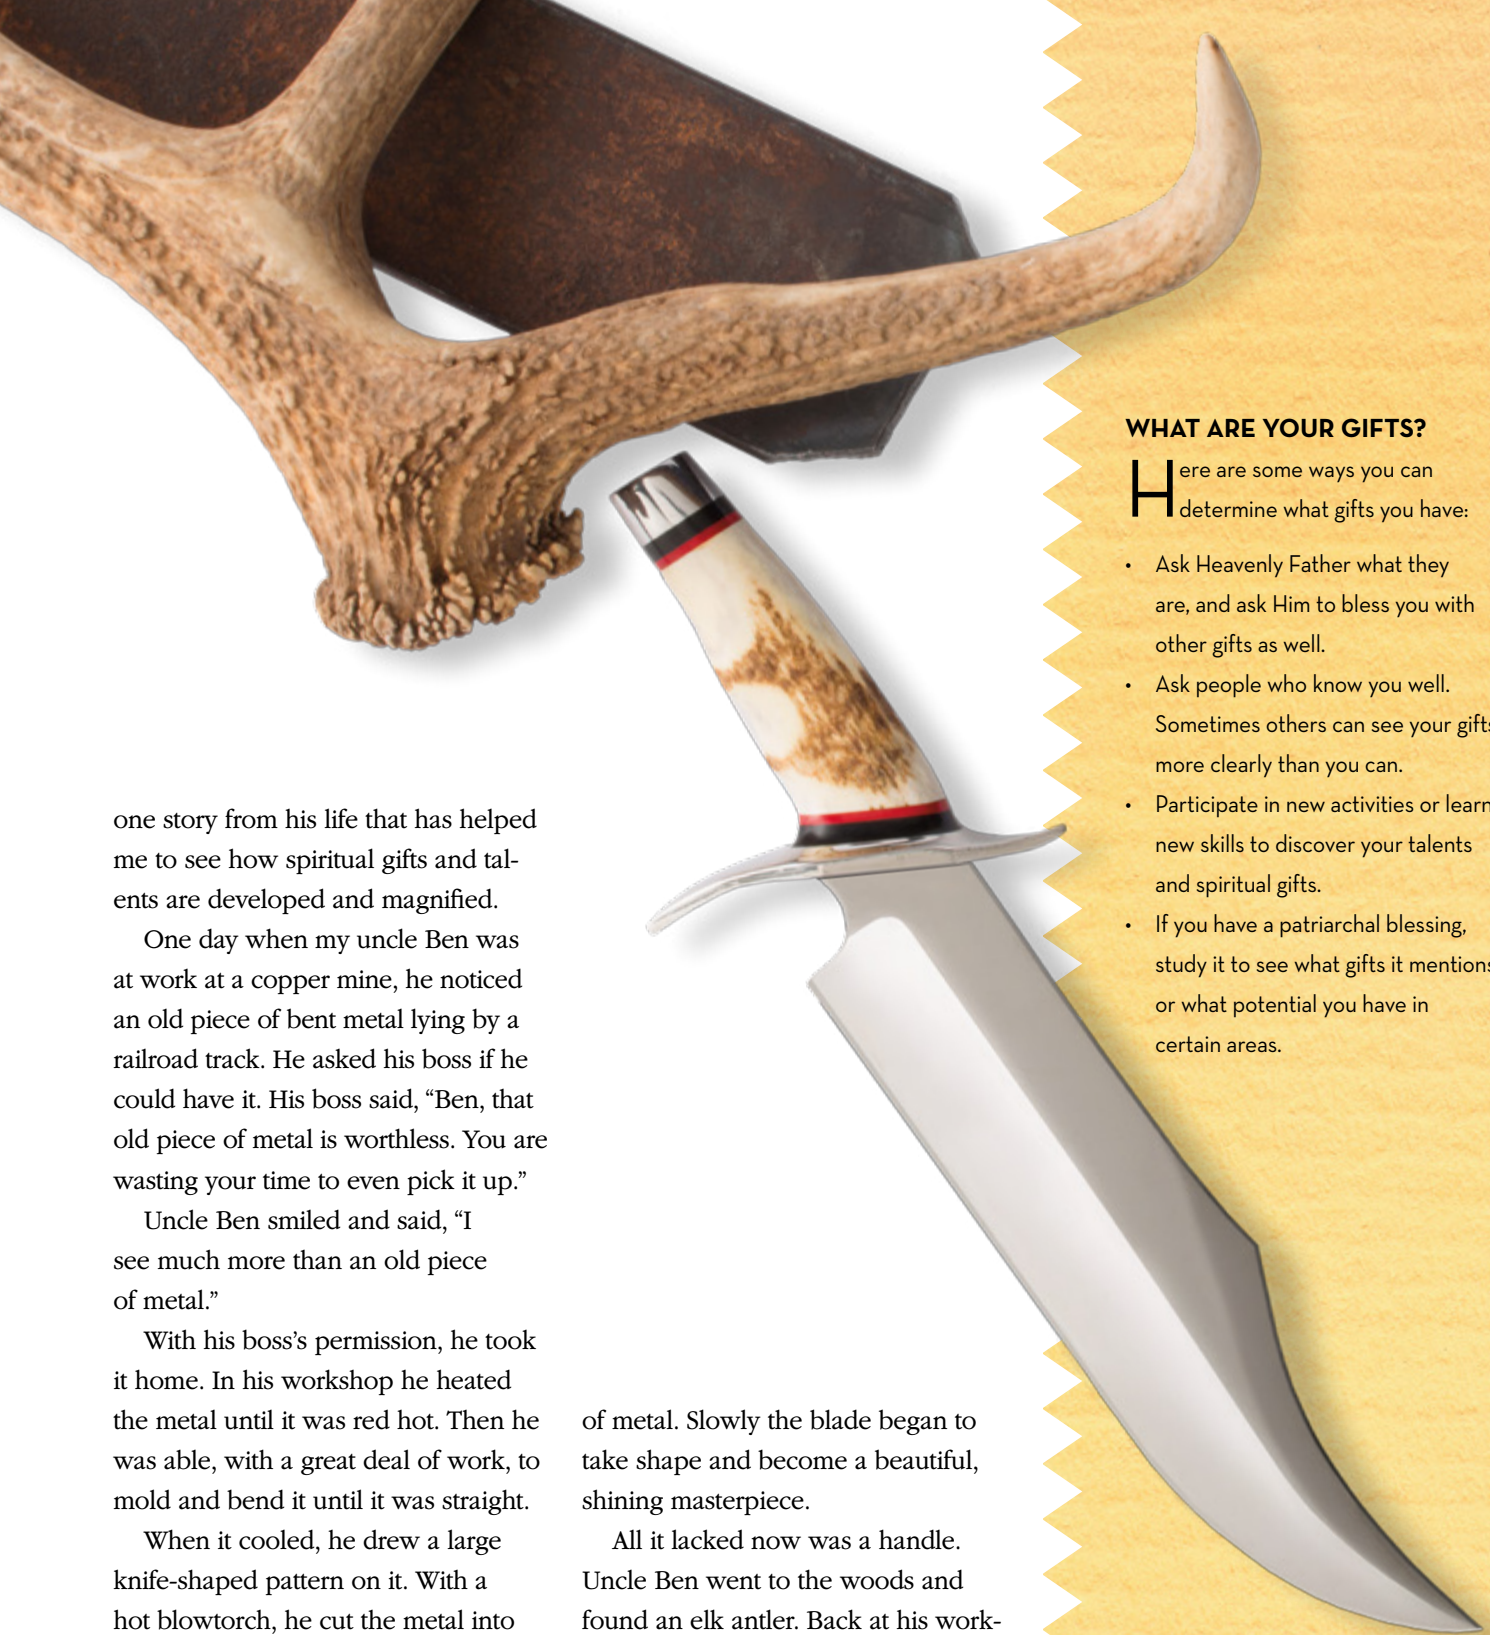 one story from his life that has helped
me to see how spiritual gifts and tal-
ents are developed and magnified.
One day when my uncle Ben was
at work at a copper mine, he noticed
an old piece of bent metal lying by a
railroad track. He asked his boss if he
could have it. His boss said, “Ben, that
old piece of metal is worthless. You are
wasting your time to even pick it up.”
Uncle Ben smiled and said, “I
see much more than an old piece
of metal.”
With his boss’s permission, he took
it home. In his workshop he heated
the metal until it was red hot. Then he
was able, with a great deal of work, to
mold and bend it until it was straight.
When it cooled, he drew a large
knife-shaped pattern on it. With a
hot blowtorch, he cut the metal into
of metal. Slowly the blade began to
take shape and become a beautiful,
shining masterpiece.
All it lacked now was a handle.
Uncle Ben went to the woods and
found an elk antler. Back at his work-
WHAT ARE YOUR GIFTS?
Here are some ways you can
determine what gifts you have:
• Ask Heavenly Father what they
are, and ask Him to bless you with
other gifts as well.
• Ask people who know you well.
Sometimes others can see your gifts
more clearly than you can.
• Participate in new activities or learn
new skills to discover your talents
and spiritual gifts.
• If you have a patriarchal blessing,
study it to see what gifts it mentions
or what potential you have in
certain areas.